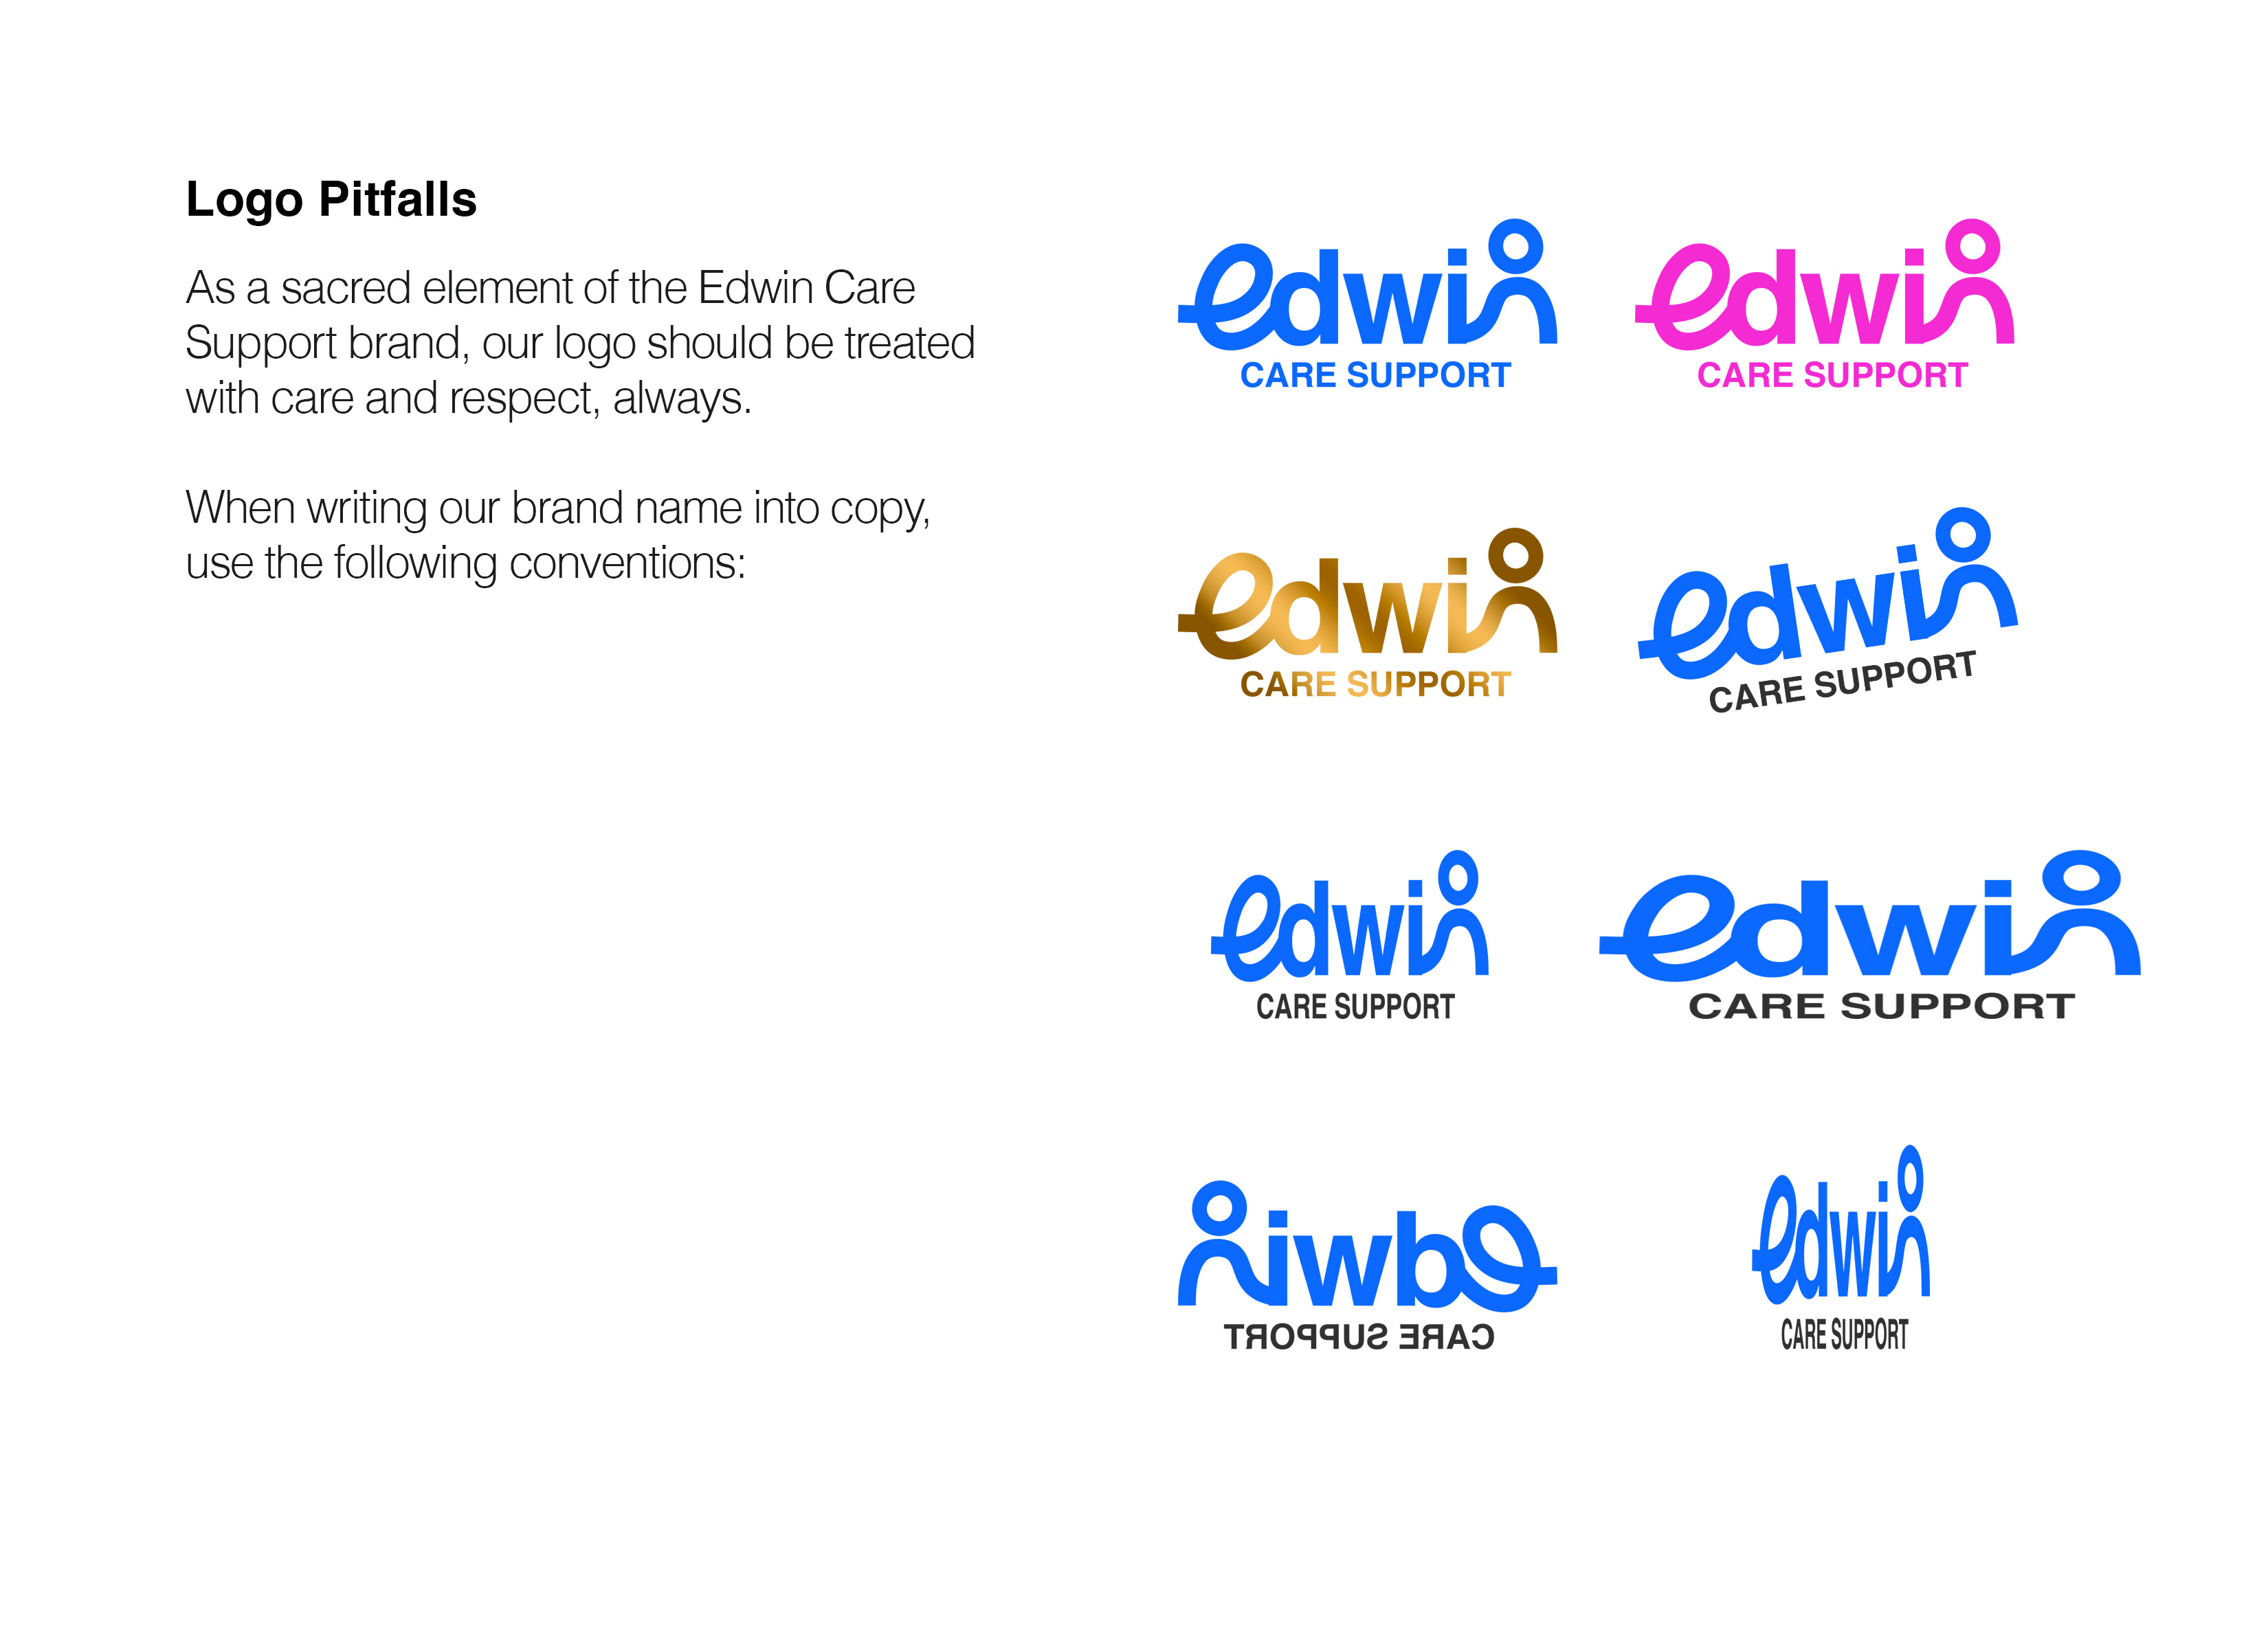 Logo Pitfalls
As a sacred element of the Edwin Care
Support brand, our logo should be treated
with care and respect, always.
When writing our brand name into copy,
use the following conventions:
edwin
CARE SUPPORT
edwin
CARE SUPPORT
edwin
CARE SUPPORT
edwin
CARE SUPPORT
edwin
CARE SUPPORT
edwin
CARE SUPPORT
edwin
CARE SUPPORT
edwin
CARE SUPPORT